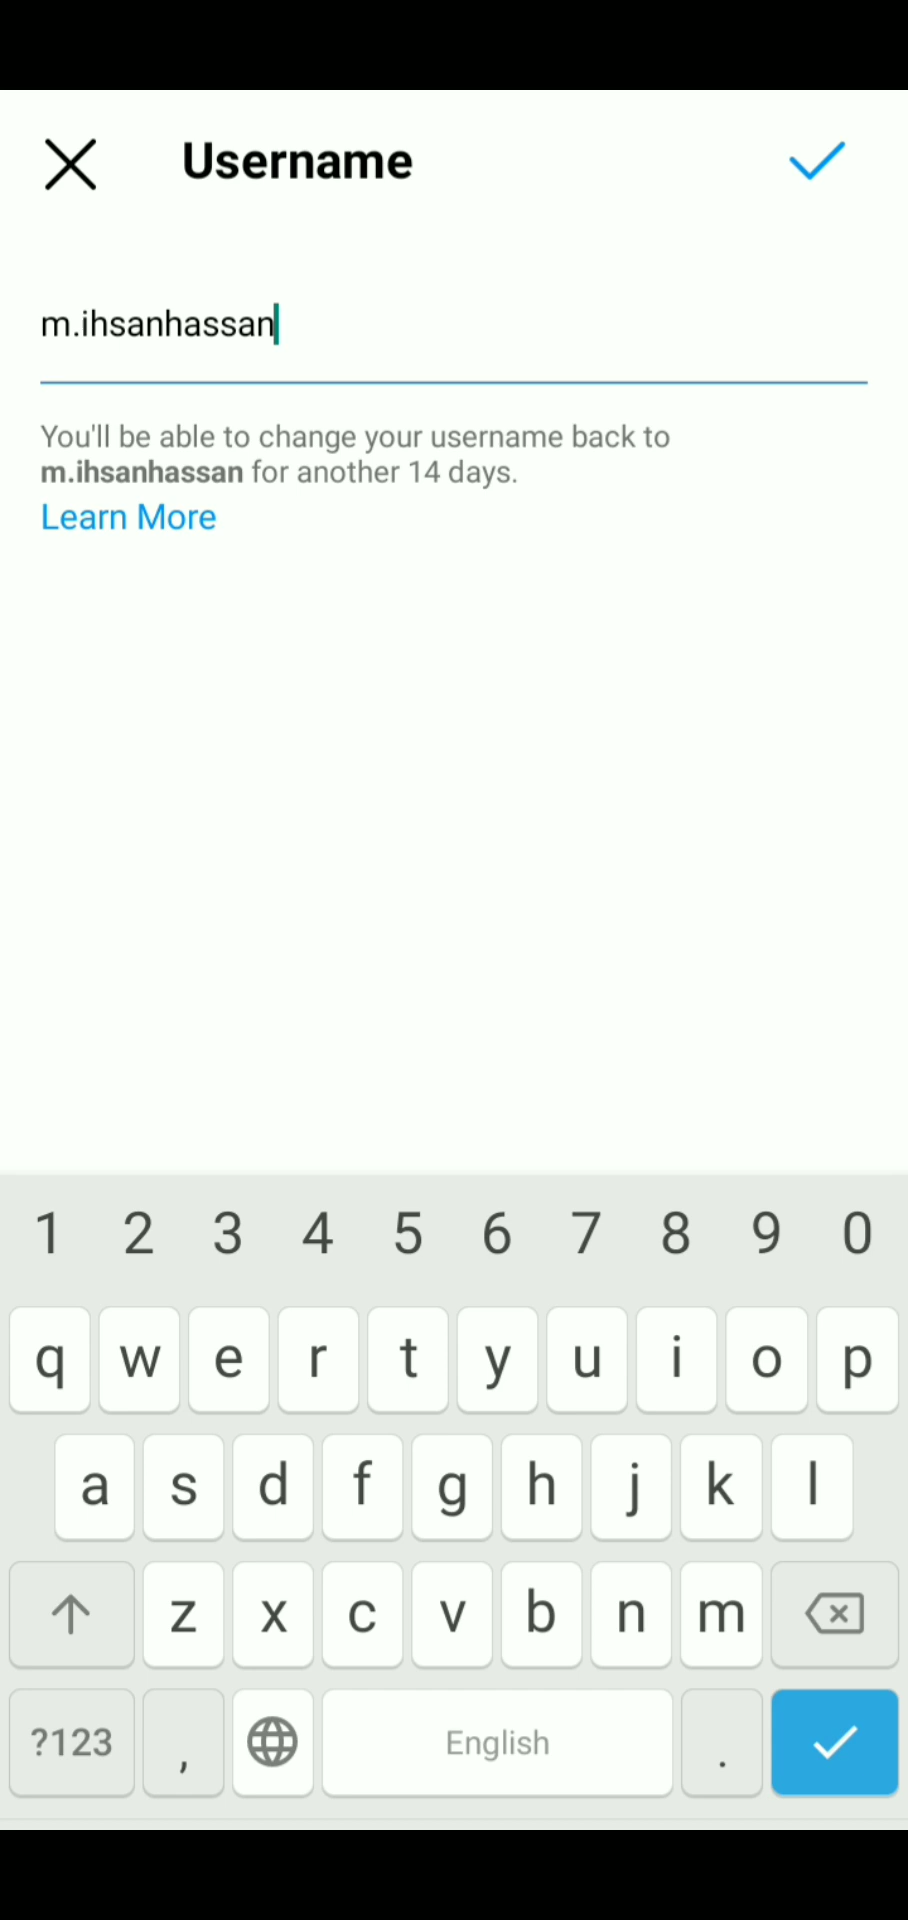 Username
m.ihsanhassan
You'll be able to change your username back to
m.ihsanhassan for another 14 days.
Learn More
1 2 3 4 5 6 7 8 9 0
q w e r t y u i o p
a s d f g h j k l
z x c v b n m
?123 , English .